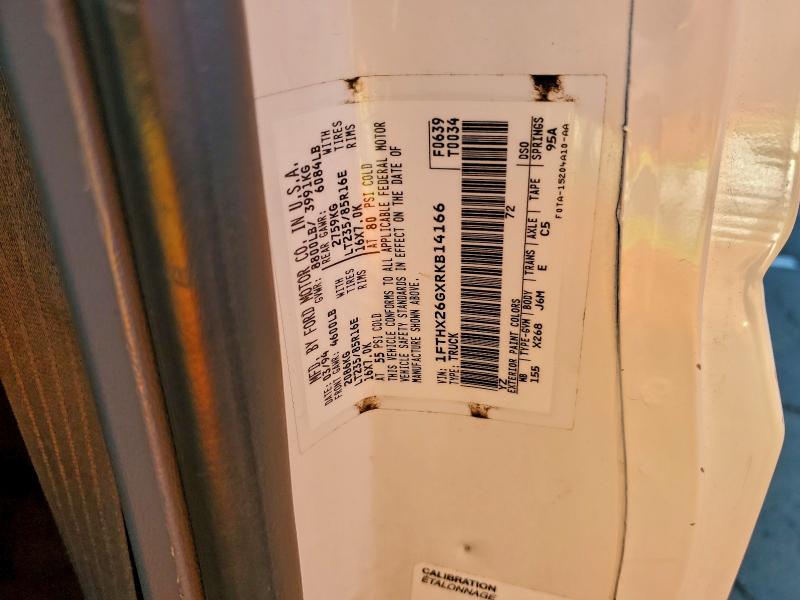 MFD. BY FORD MOTOR CO. IN U.S.A.
DATE: 03/94 GVWR: 8800LB/ 3991KG
FRONT GAWR: 4600LB REAR GAWR: 6084LB
2086KG WITH 2759KG WITH
LT235/85R16E TIRES LT235/85R16E TIRES
16X7.0K RIMS 16X7.0K RIMS
AT 55 PSI COLD AT 80 PSI COLD
THIS VEHICLE CONFORMS TO ALL APPLICABLE FEDERAL MOTOR
VEHICLE SAFETY STANDARDS IN EFFECT ON THE DATE OF
MANUFACTURE SHOWN ABOVE.
VIN: 1FTHX26GXRKB14166 F0639
TYPE: TRUCK T0034
YZ 72
EXTERIOR PAINT COLORS DSO
WB TYPE-GVW BODY TRANS AXLE TAPE SPRINGS
155 X268 J6M E C5 95A
F0TA-15204A10-AA
CALIBRATION
ÉTALONNAGE